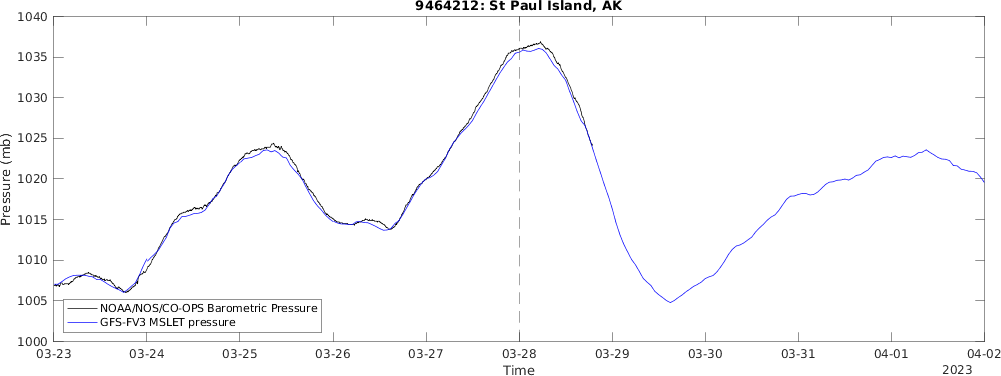 9464212: St Paul Island, AK
Pressure (mb)
1040
1035
1030
1025
1020
1015
1010
1005
1000
NOAA/NOS/CO-OPS Barometric Pressure
GFS-FV3 MSLET pressure
03-23 03-24 03-25 03-26 03-27 03-28 03-29 03-30 03-31 04-01 04-02
Time
2023